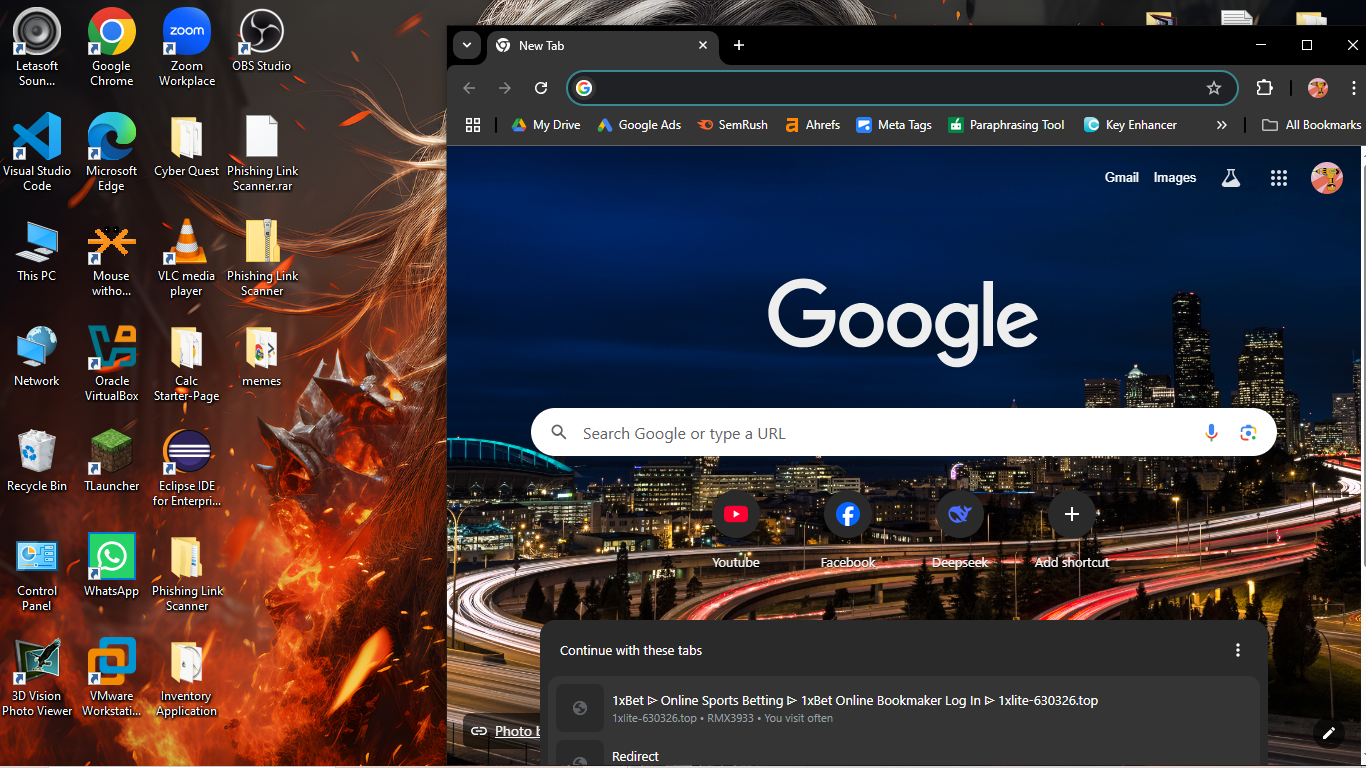 Letasoft
Soun...
Google
Chrome
zoom
Zoom
Workplace
OBS Studio
Visual Studio
Code
Microsoft
Edge
Cyber Quest
Phishing Link
Scanner.rar
This PC
Mouse
witho...
VLC media
player
Phishing Link
Scanner
Network
Oracle
VirtualBox
Calc
Starter-Page
memes
Recycle Bin
TLauncher
Eclipse IDE
for Enterpri...
Control
Panel
WhatsApp
Phishing Link
Scanner
3D Vision
Photo Viewer
VMware
Workstati...
Inventory
Application
New Tab
My Drive
Google Ads
SemRush
Ahrefs
Meta Tags
Paraphrasing Tool
Key Enhancer
All Bookmarks
Gmail
Images
Google
Search Google or type a URL
Youtube
Facebook
Deepseek
Add shortcut
Continue with these tabs
1xBet ᐉ Online Sports Betting ᐉ 1xBet Online Bookmaker Log In ᐉ 1xlite-630326.top
1xlite-630326.top • RMX3933 • You visit often
Redirect
Photo b